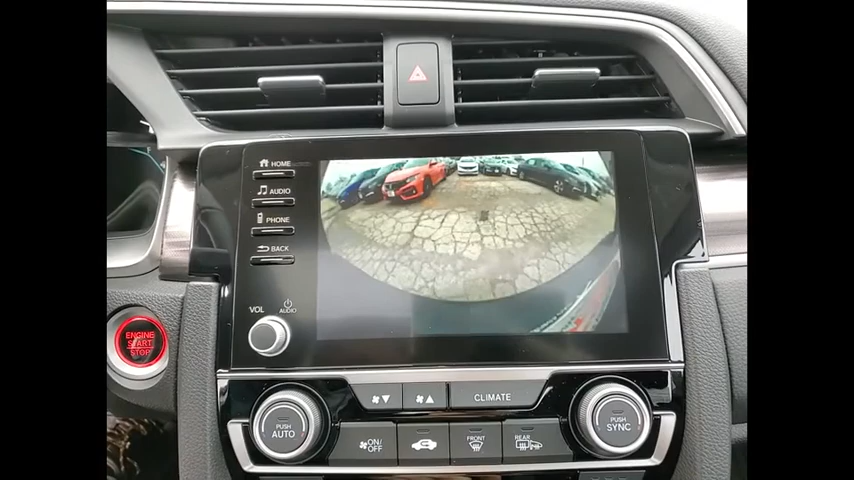 HOME
AUDIO
PHONE
BACK
VOL
AUDIO
ENGINE
START
STOP
CLIMATE
PUSH
AUTO
ON/
OFF
FRONT
REAR
PUSH
SYNC
F